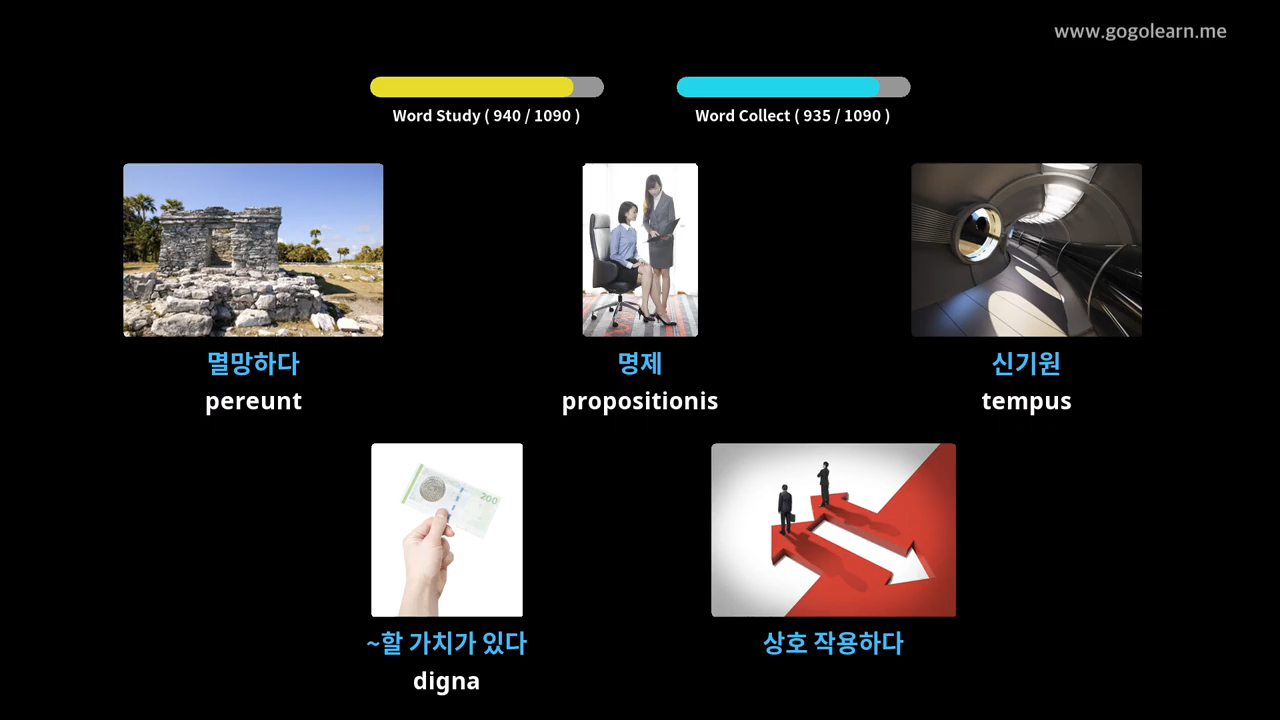 www.gogolearn.me
Word Study ( 940 / 1090 )
Word Collect ( 935 / 1090 )
멸망하다
pereunt
명제
propositionis
신기원
tempus
200
~할 가치가 있다
digna
상호 작용하다